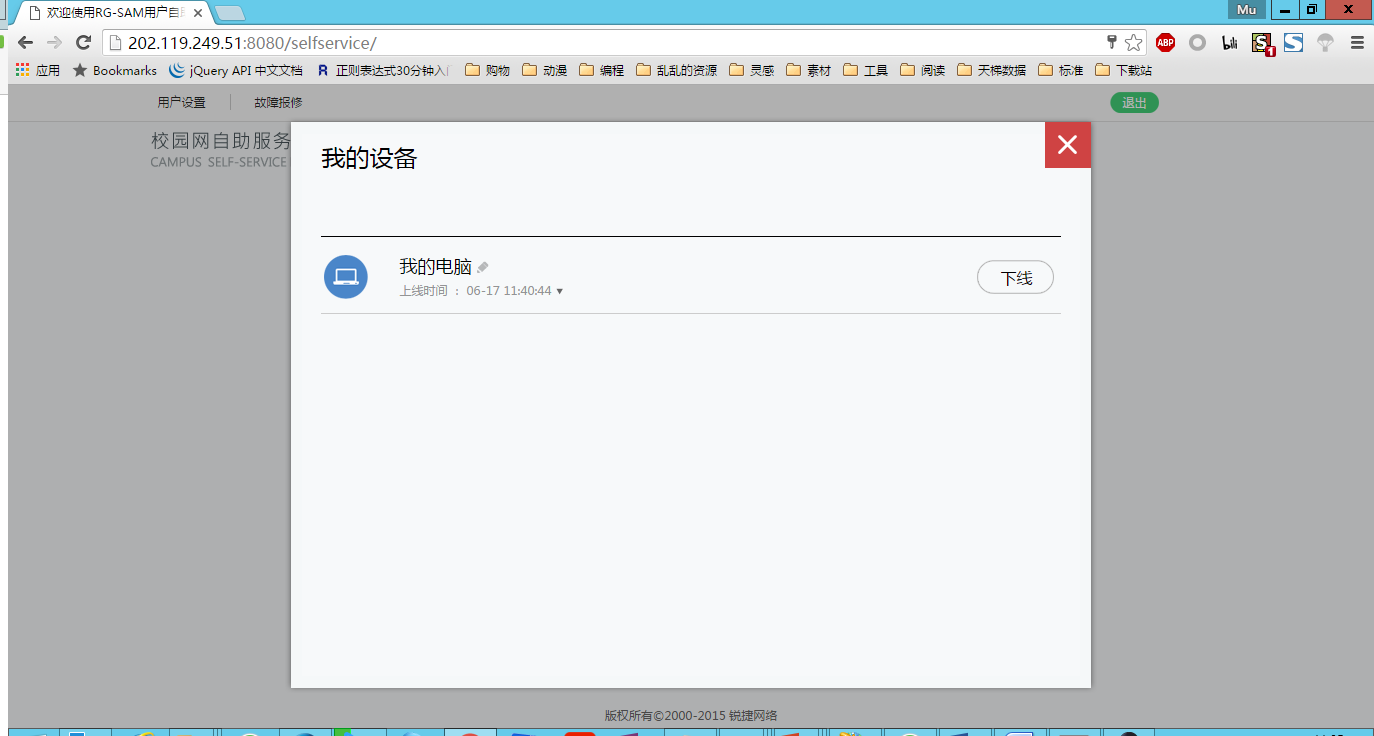 欢迎使用RG-SAM用户自助
Mu
202.119.249.51:8080/selfservice/
ABP
应用 Bookmarks jQuery API 中文文档 正则表达式30分钟入门 购物 动漫 编程 乱乱的资源 灵感 素材 工具 阅读 天梯数据 标准 下载站
用户设置 故障报修 退出
校园网自助服务
CAMPUS SELF-SERVICE
我的设备
我的电脑
上线时间 : 06-17 11:40:44
下线
版权所有©2000-2015 锐捷网络